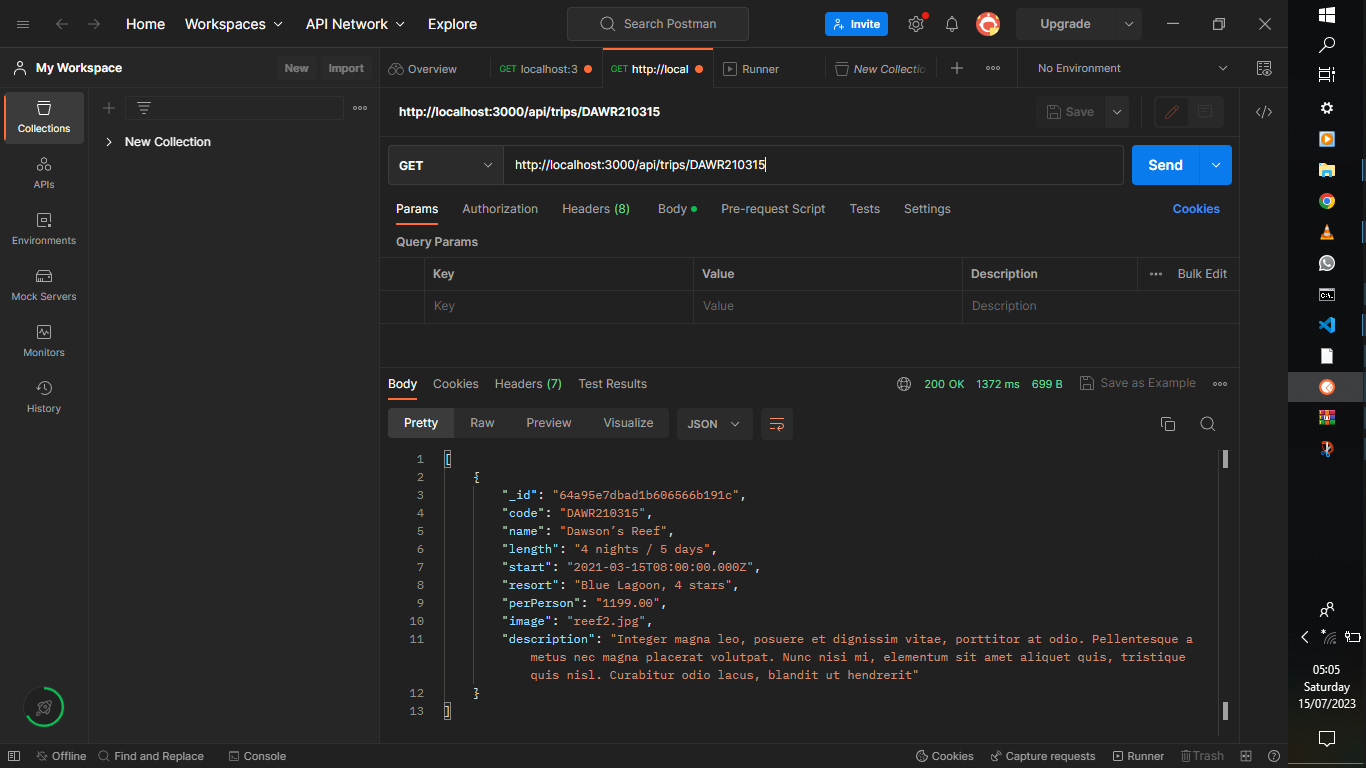 Home Workspaces API Network Explore Search Postman Invite Upgrade
My Workspace New Import Overview GET localhost:3 GET http://local Runner New Collectio No Environment
Collections
APIs
Environments
Mock Servers
Monitors
History
New Collection
http://localhost:3000/api/trips/DAWR210315 Save
GET http://localhost:3000/api/trips/DAWR210315 Send
Params Authorization Headers (8) Body Pre-request Script Tests Settings Cookies
Query Params
Key Value Description Bulk Edit
Key Value Description
Body Cookies Headers (7) Test Results 200 OK 1372 ms 699 B Save as Example
Pretty Raw Preview Visualize JSON
1 [
2 {
3 "_id": "64a95e7dbad1b606566b191c",
4 "code": "DAWR210315",
5 "name": "Dawson’s Reef",
6 "length": "4 nights / 5 days",
7 "start": "2021-03-15T08:00:00.000Z",
8 "resort": "Blue Lagoon, 4 stars",
9 "perPerson": "1199.00",
10 "image": "reef2.jpg",
11 "description": "Integer magna leo, posuere et dignissim vitae, porttitor at odio. Pellentesque a
metus nec magna placerat volutpat. Nunc nisi mi, elementum sit amet aliquet quis, tristique
quis nisl. Curabitur odio lacus, blandit ut hendrerit"
12 }
13 ]
Offline Find and Replace Console Cookies Capture requests Runner Trash
05:05
Saturday
15/07/2023